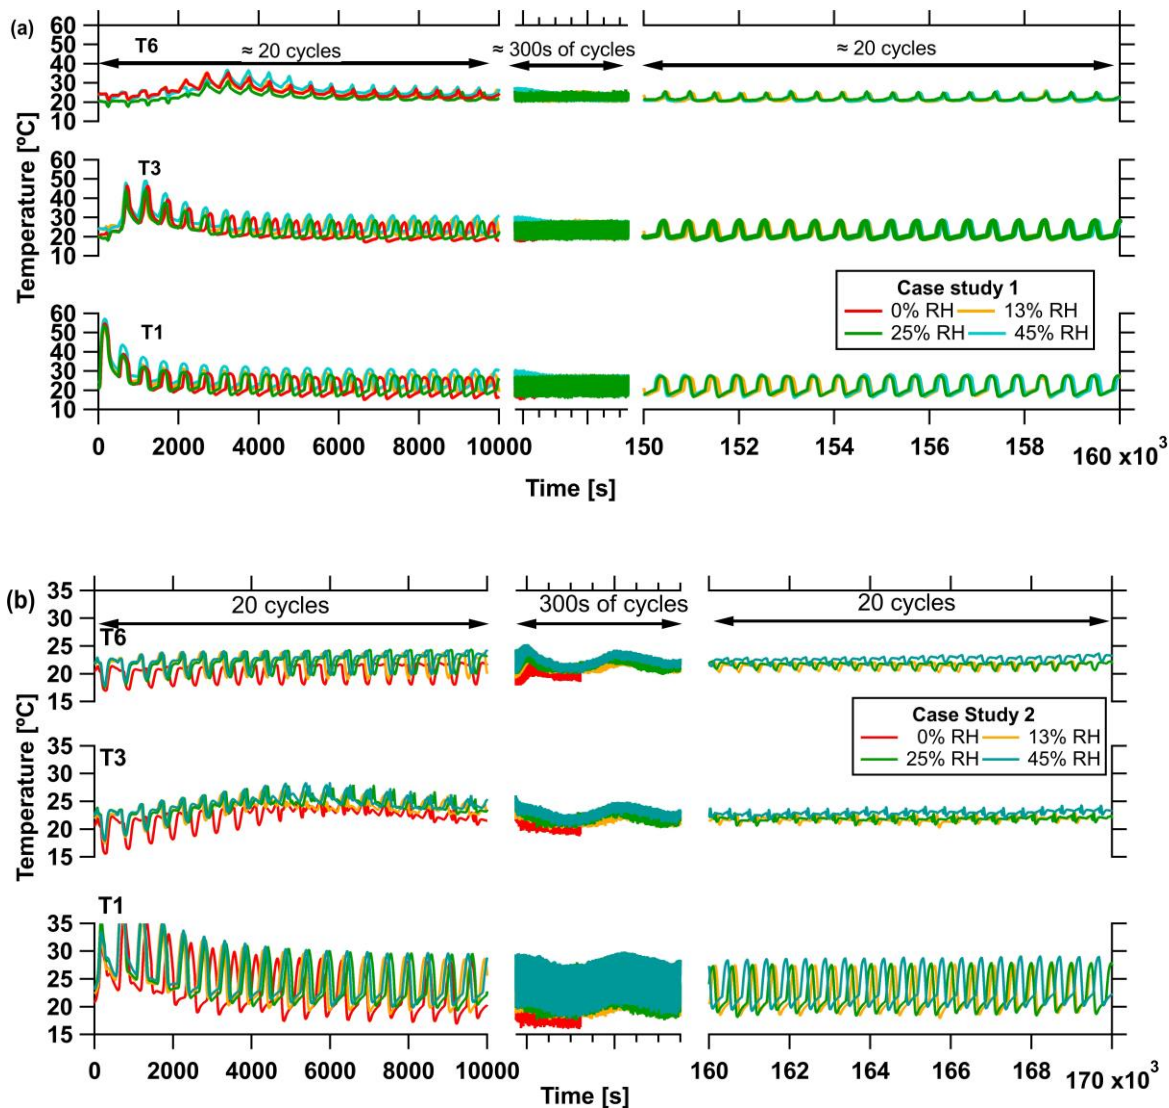 (a)
T6
≈ 20 cycles
≈ 300s of cycles
≈ 20 cycles
60
50
40
30
20
10
Temperature [ºC]
T3
60
50
40
30
20
10
Case study 1
0% RH 13% RH
25% RH 45% RH
T1
60
50
40
30
20
10
0 2000 4000 6000 8000 10000 150 152 154 156 158 160 x10³
Time [s]
(b)
20 cycles
300s of cycles
20 cycles
T6
35
30
25
20
15
Temperature [ºC]
Case Study 2
0% RH 13% RH
25% RH 45% RH
T3
35
30
25
20
15
T1
35
30
25
20
15
0 2000 4000 6000 8000 10000 160 162 164 166 168 170 x10³
Time [s]